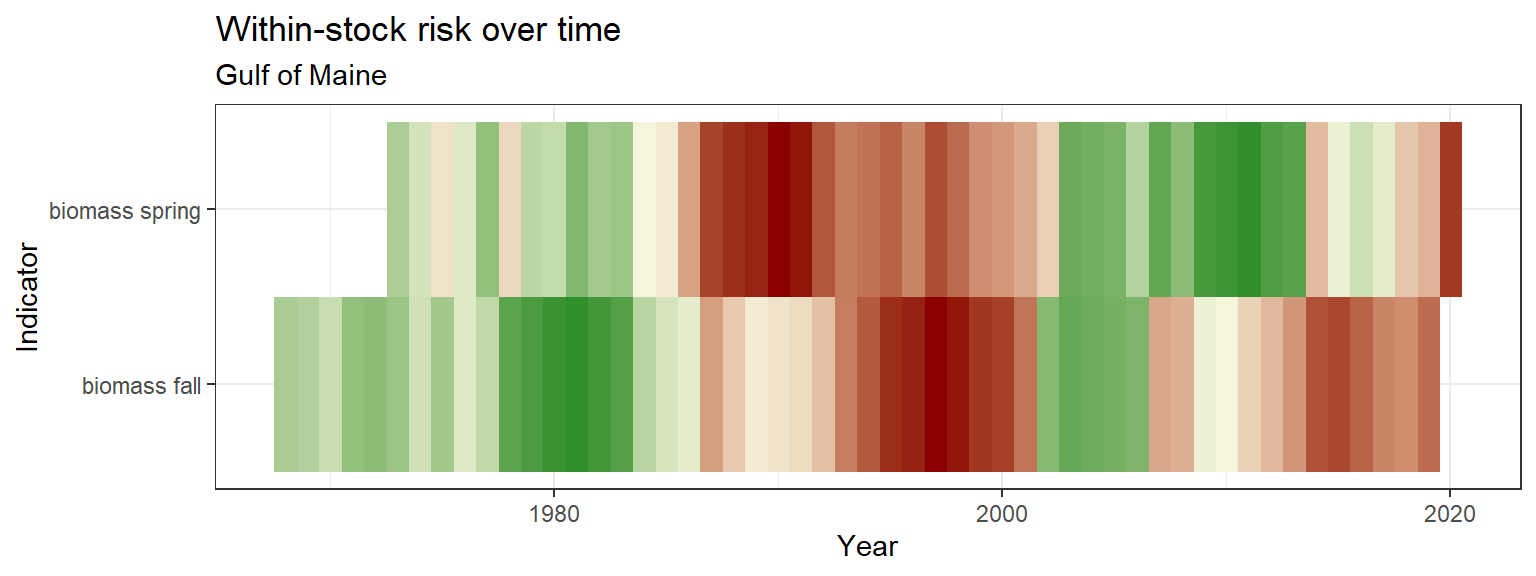 Within-stock risk over time
Gulf of Maine
Indicator
biomass spring
biomass fall
1980
2000
2020
Year